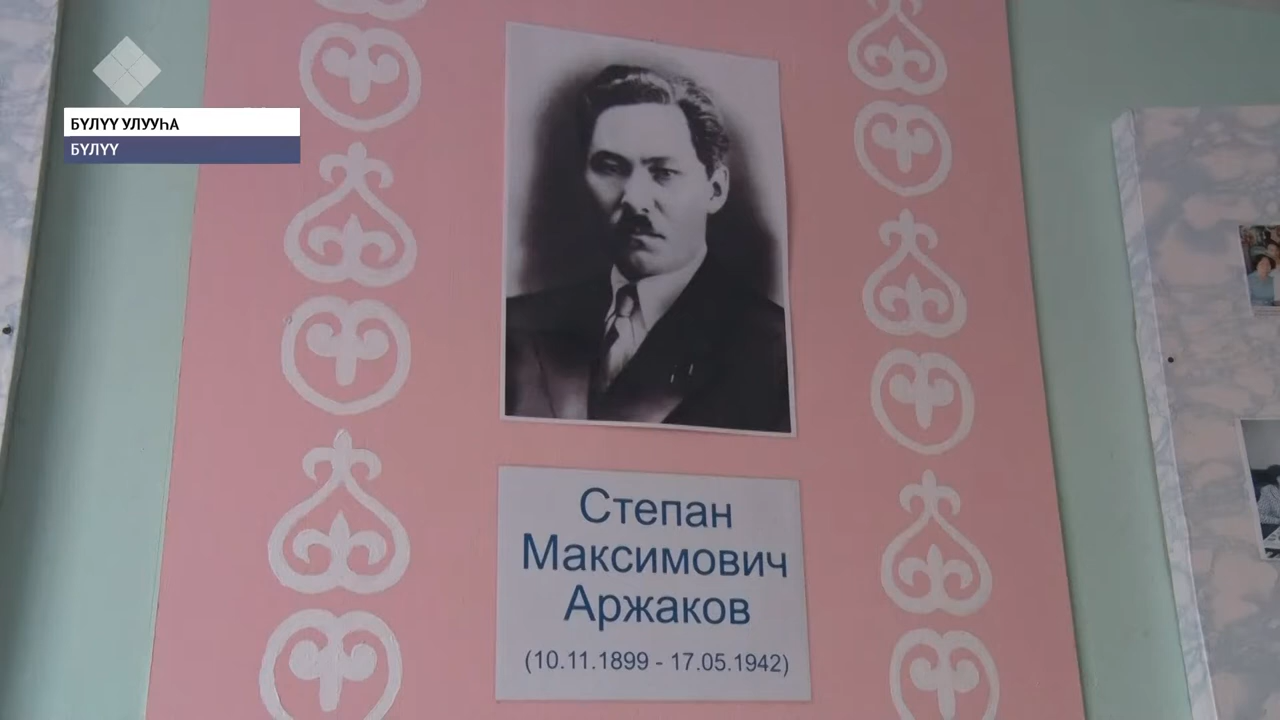 БҮЛҮҮ УЛУУҺА
БҮЛҮҮ
Степан
Максимович
Аржаков
(10.11.1899 - 17.05.1942)